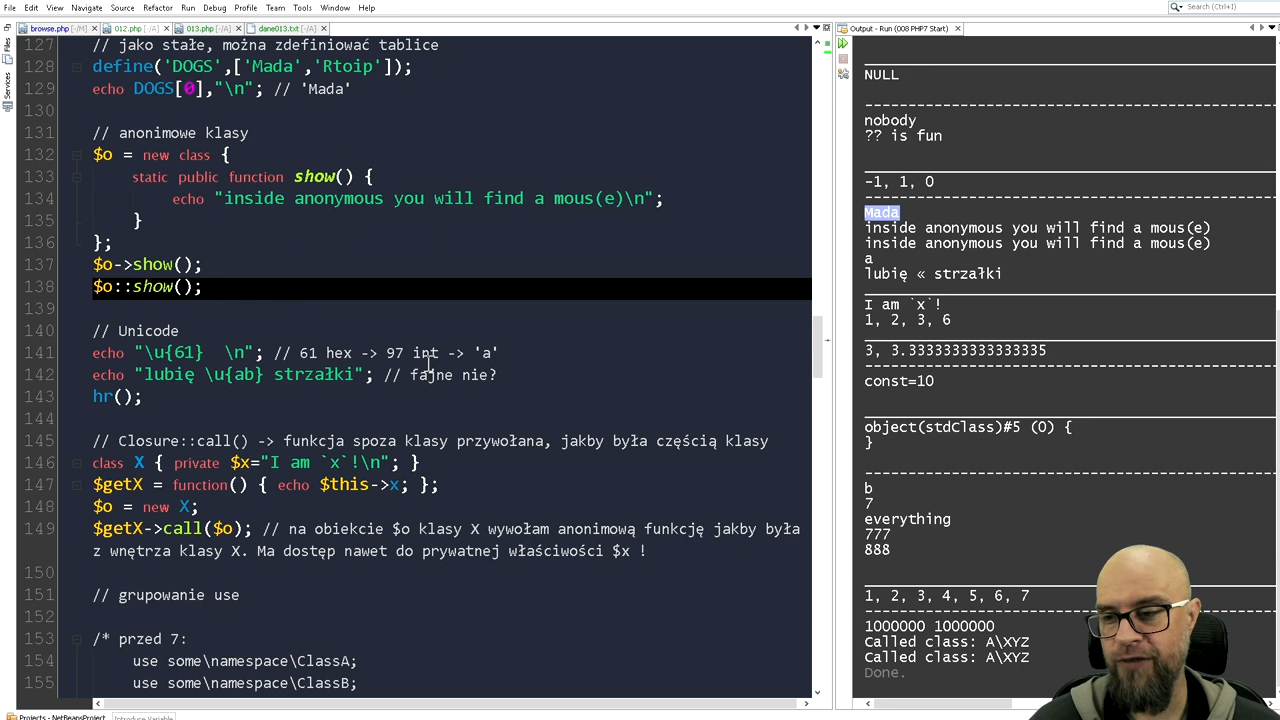 File Edit View Navigate Source Refactor Run Debug Profile Team Tools Window Help
Search (Ctrl+I)
browse.php [-/M] 012.php [-/A] 013.php [-/A] dane013.txt [-/A]
Output - Run (008 PHP7 Start)
Files
Services
127 // jako stałe, można zdefiniować tablice
128 define('DOGS',['Mada','Rtoip']);
129 echo DOGS[0],"\n"; // 'Mada'
130
131 // anonimowe klasy
132 $o = new class {
133 static public function show() {
134 echo "inside anonymous you will find a mous(e)\n";
135 }
136 };
137 $o->show();
138 $o::show();
139
140 // Unicode
141 echo "\u{61}  \n"; // 61 hex -> 97 int -> 'a'
142 echo "lubię \u{ab} strzałki"; // fajne nie?
143 hr();
144
145 // Closure::call() -> funkcja spoza klasy przywołana, jakby była częścią klasy
146 class X { private $x="I am `x`!\n"; }
147 $getX = function() { echo $this->x; };
148 $o = new X;
149 $getX->call($o); // na obiekcie $o klasy X wywołam anonimową funkcję jakby była
z wnętrza klasy X. Ma dostęp nawet do prywatnej właściwości $x !
150
151 // grupowanie use
152
153 /* przed 7:
154 use some\namespace\ClassA;
155 use some\namespace\ClassB;
NULL
nobody
?? is fun
-1, 1, 0
Mada
inside anonymous you will find a mous(e)
inside anonymous you will find a mous(e)
a
lubię « strzałki
I am `x`!
1, 2, 3, 6
3, 3.3333333333333335
const=10
object(stdClass)#5 (0) {
}
b
7
everything
777
888
1, 2, 3, 4, 5, 6, 7
1000000 1000000
Called class: A\XYZ
Called class: A\XYZ
Done.
Projects - NetBeansProject Introduce Variable